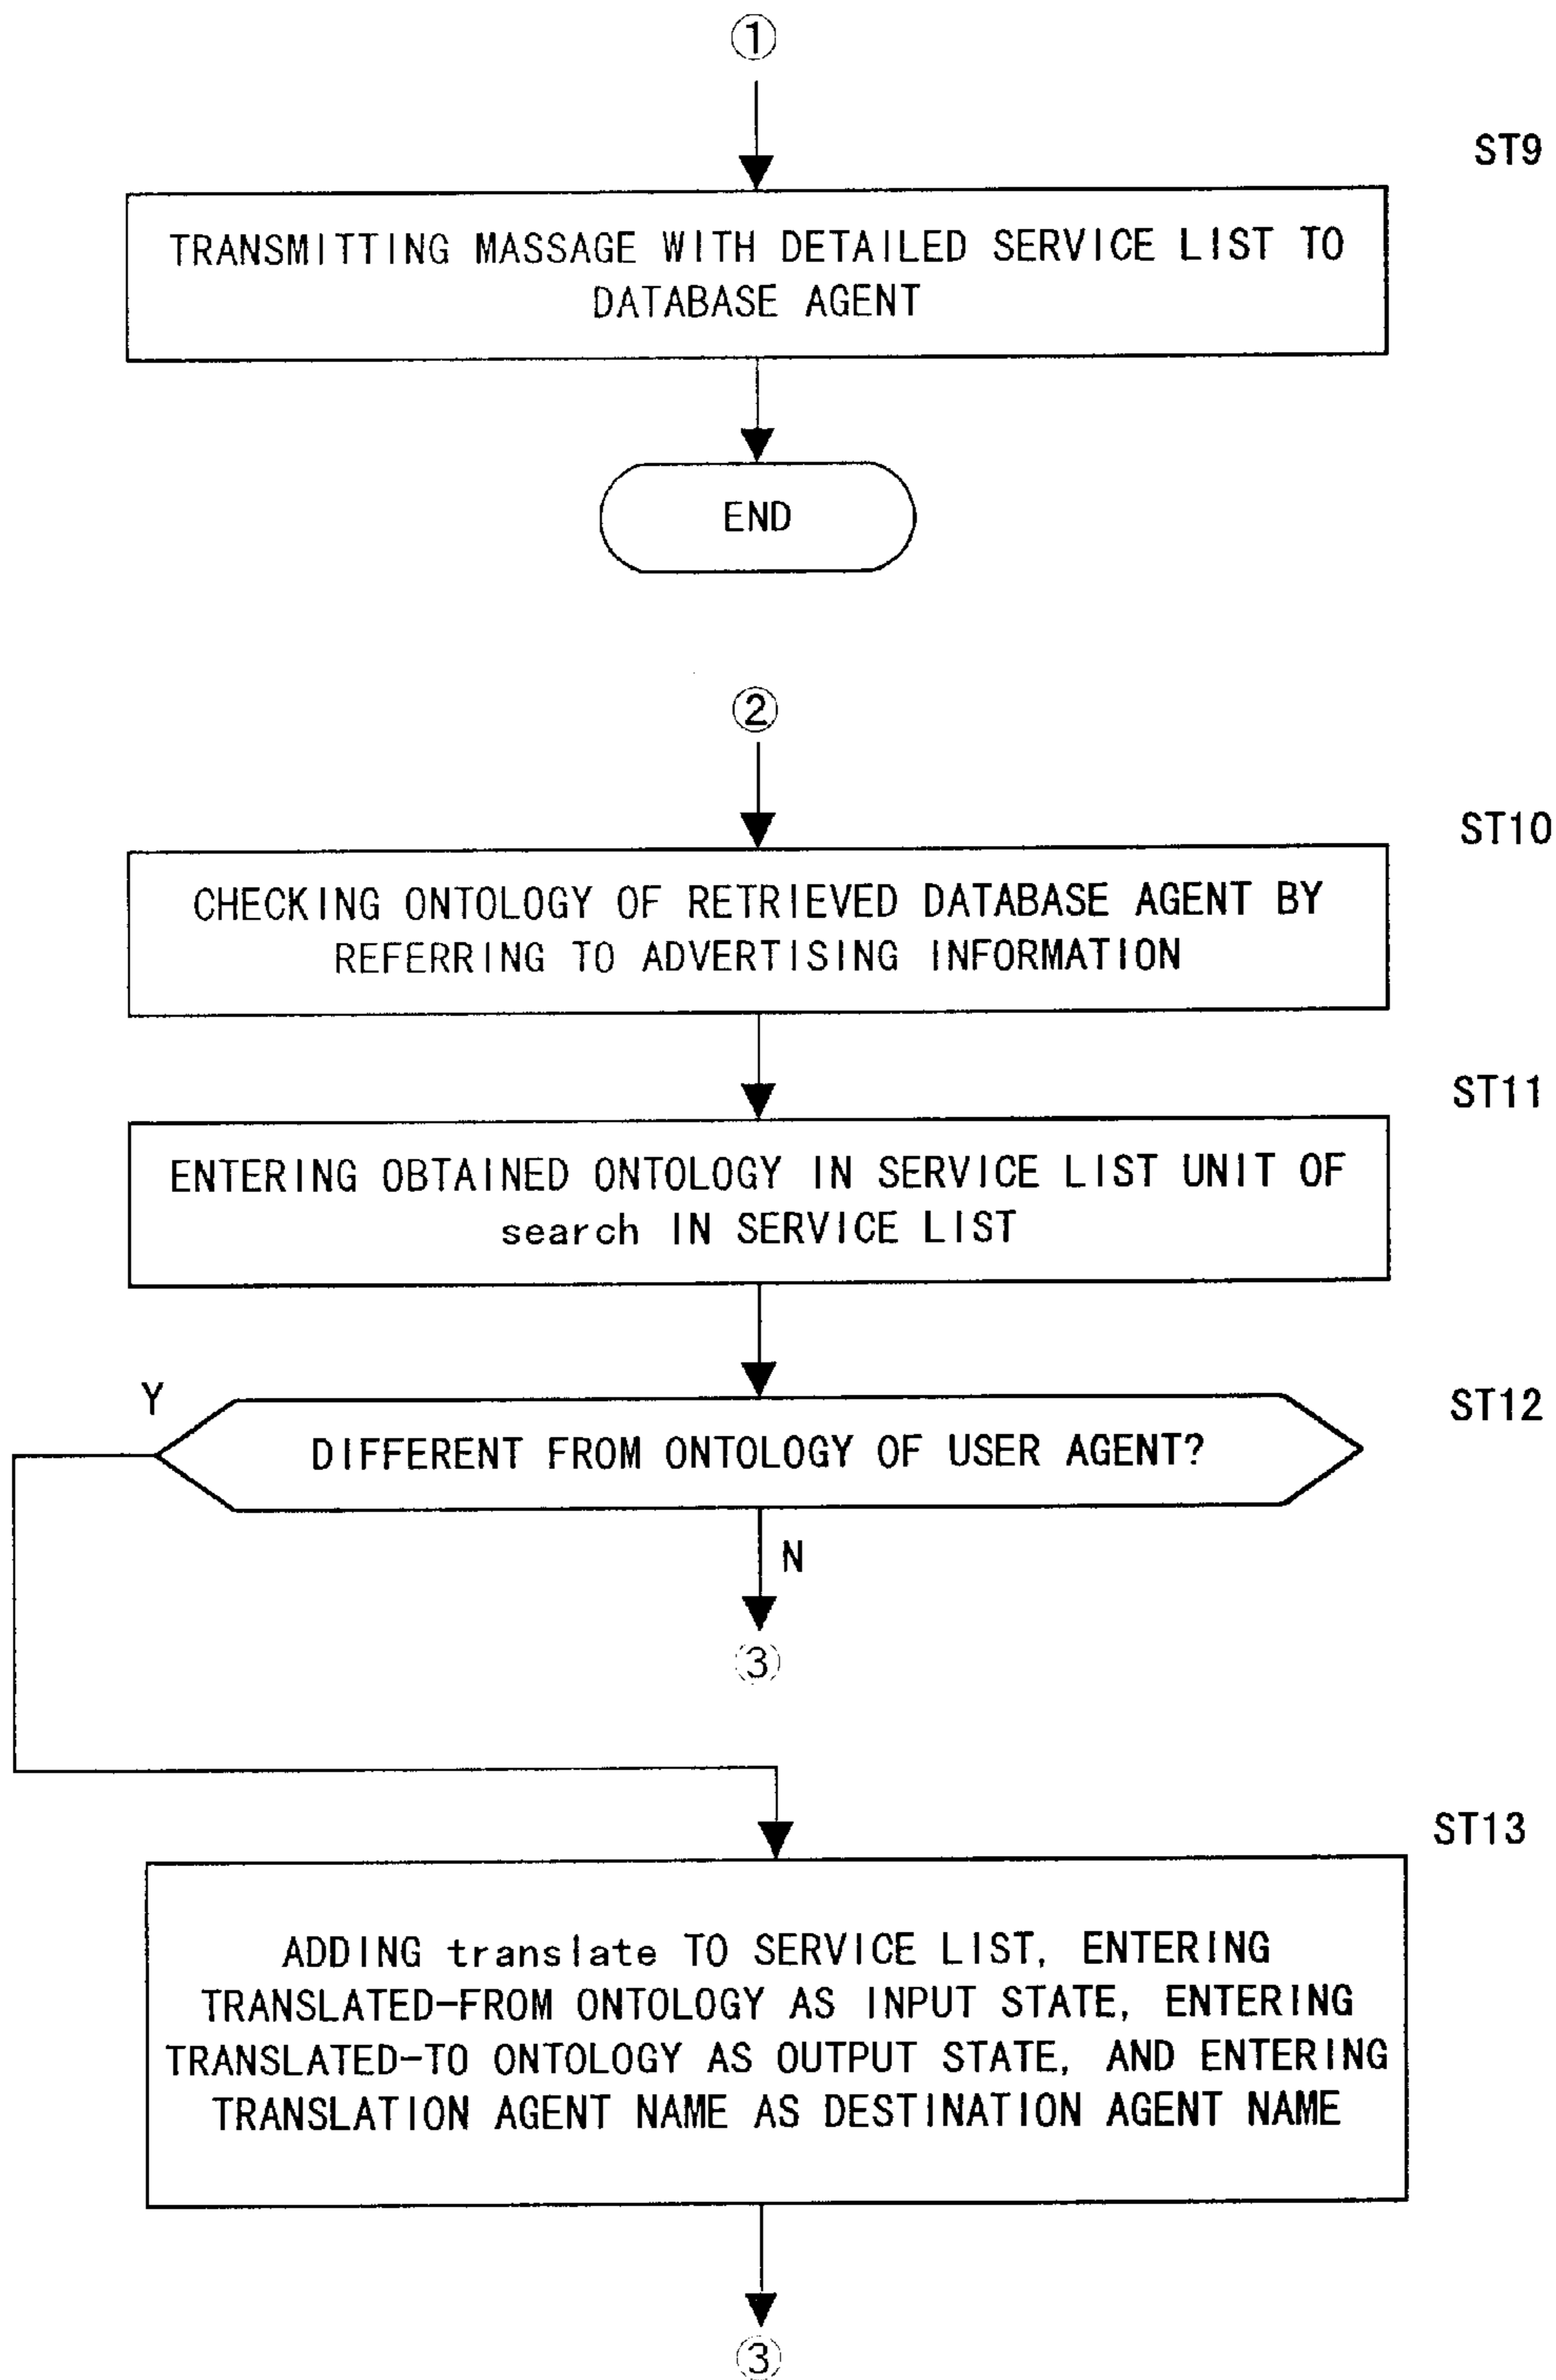 ①
ST9
TRANSMITTING MASSAGE WITH DETAILED SERVICE LIST TO
DATABASE AGENT
END
②
ST10
CHECKING ONTOLOGY OF RETRIEVED DATABASE AGENT BY
REFERRING TO ADVERTISING INFORMATION
ST11
ENTERING OBTAINED ONTOLOGY IN SERVICE LIST UNIT OF
search IN SERVICE LIST
Y
ST12
DIFFERENT FROM ONTOLOGY OF USER AGENT?
N
③
ST13
ADDING translate TO SERVICE LIST, ENTERING
TRANSLATED-FROM ONTOLOGY AS INPUT STATE, ENTERING
TRANSLATED-TO ONTOLOGY AS OUTPUT STATE, AND ENTERING
TRANSLATION AGENT NAME AS DESTINATION AGENT NAME
③